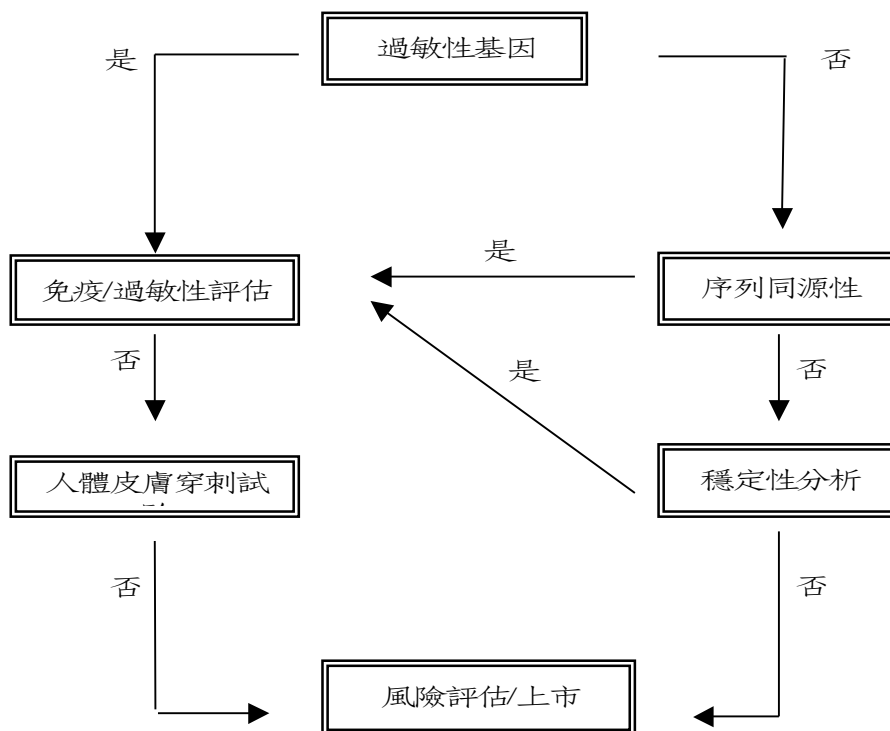 過敏性基因
是
否
免疫/過敏性評估
是
序列同源性
否
是
否
人體皮膚穿刺試
穩定性分析
否
否
風險評估/上市